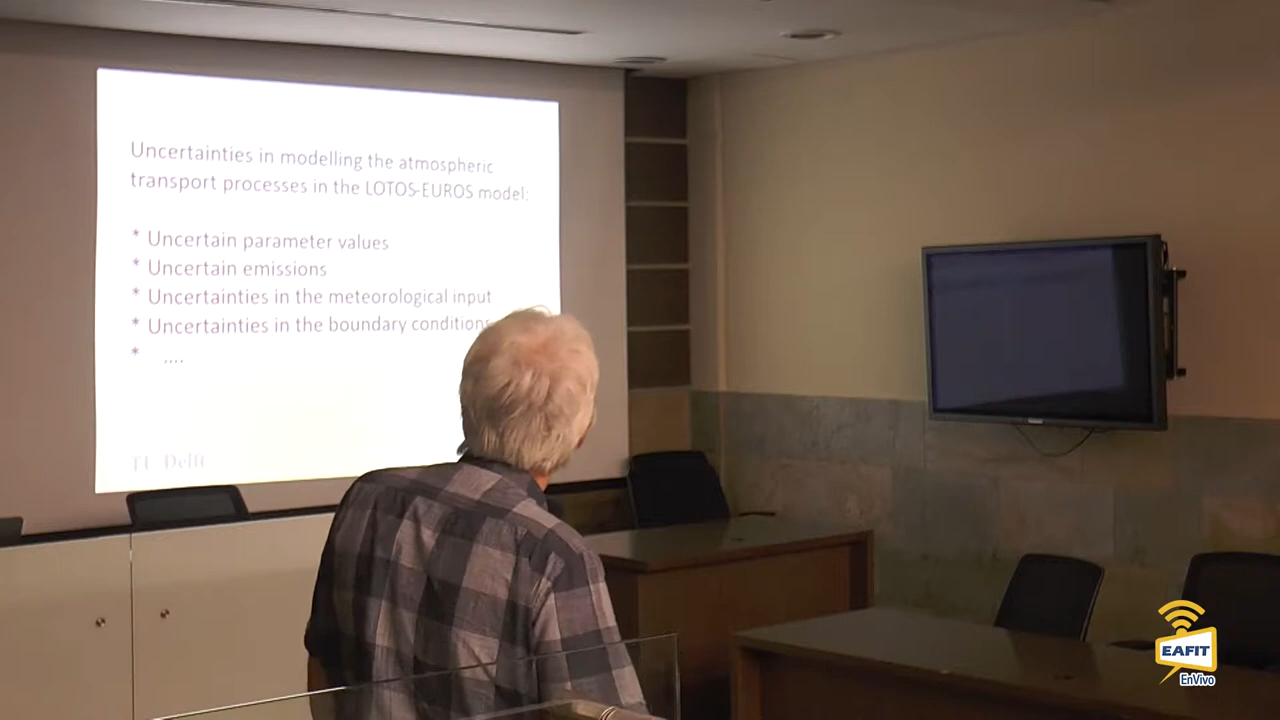 Uncertainties in modelling the atmospheric
transport processes in the LOTOS-EUROS model:
* Uncertain parameter values
* Uncertain emissions
* Uncertainties in the meteorological input
* Uncertainties in the boundary conditions
* ....
TU Delft
EAFIT
EnVivo